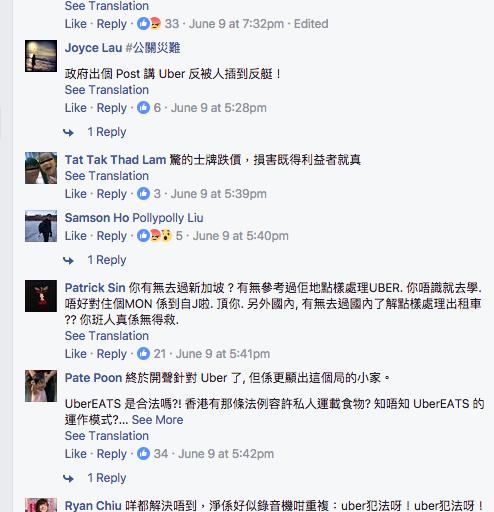 See Translation
Like · Reply · 33 · June 9 at 7:32pm · Edited
Joyce Lau #公關災難
政府出個 Post 講 Uber 反被人插到反艇！
See Translation
Like · Reply · 6 · June 9 at 5:28pm
1 Reply
Tat Tak Thad Lam 驚的士牌跌價，損害既得利益者就真
See Translation
Like · Reply · 3 · June 9 at 5:39pm
Samson Ho Pollypolly Liu
Like · Reply · 5 · June 9 at 5:40pm
1 Reply
Patrick Sin 你有無去過新加坡？有無參考過佢地點樣處理UBER. 你唔識就去學.
唔好對住個MON 係到自J啦. 頂你. 另外國內, 有無去過國內了解點樣處理出租車
?? 你班人真係無得救.
See Translation
Like · Reply · 21 · June 9 at 5:41pm
Pate Poon 終於開聲針對 Uber 了, 但係更顯出這個局的小家。
UberEATS 是合法嗎?! 香港有那條法例容許私人運載食物? 知唔知 UberEATS 的
運作模式?... See More
See Translation
Like · Reply · 34 · June 9 at 5:42pm
1 Reply
Ryan Chiu 咩都解決唔到，淨係好似錄音機咁重複：uber犯法呀！uber犯法呀！